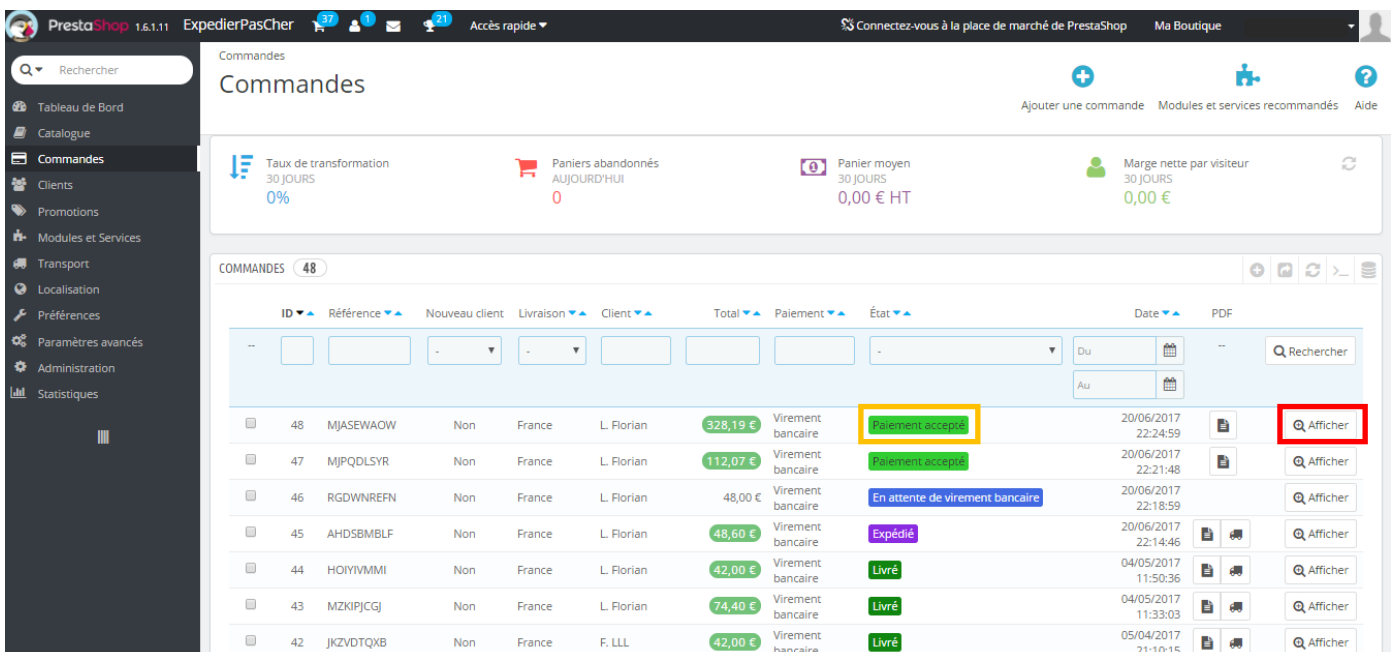 PrestaShop 1.6.1.11 ExpedierPasCher 37 1 21 Accès rapide Connectez-vous à la place de marché de PrestaShop Ma Boutique
Rechercher
Tableau de Bord
Catalogue
Commandes
Clients
Promotions
Modules et Services
Transport
Localisation
Préférences
Paramètres avancés
Administration
Statistiques
Commandes
Commandes
Ajouter une commande Modules et services recommandés Aide
Taux de transformation
30 JOURS
0%
Paniers abandonnés
AUJOURD'HUI
0
Panier moyen
30 JOURS
0,00 € HT
Marge nette par visiteur
30 JOURS
0,00 €
COMMANDES 48
ID Référence Nouveau client Livraison Client Total Paiement État Date PDF
-- - - - Du -- Rechercher
Au
48 MJASEWAOW Non France L. Florian 328,19 € Virement bancaire Paiement accepté 20/06/2017 22:24:59 Afficher
47 MJPQDLSYR Non France L. Florian 112,07 € Virement bancaire Paiement accepté 20/06/2017 22:21:48 Afficher
46 RGDWNREFN Non France L. Florian 48,00 € Virement bancaire En attente de virement bancaire 20/06/2017 22:18:59 Afficher
45 AHDSBMBLF Non France L. Florian 48,60 € Virement bancaire Expédié 20/06/2017 22:14:46 Afficher
44 HOIYIVMMI Non France L. Florian 42,00 € Virement bancaire Livré 04/05/2017 11:50:36 Afficher
43 MZKIPJCGJ Non France L. Florian 74,40 € Virement bancaire Livré 04/05/2017 11:33:03 Afficher
42 JKZVDTQXB Non France F. LLL 42,00 € Virement bancaire Livré 05/04/2017 21:10:15 Afficher